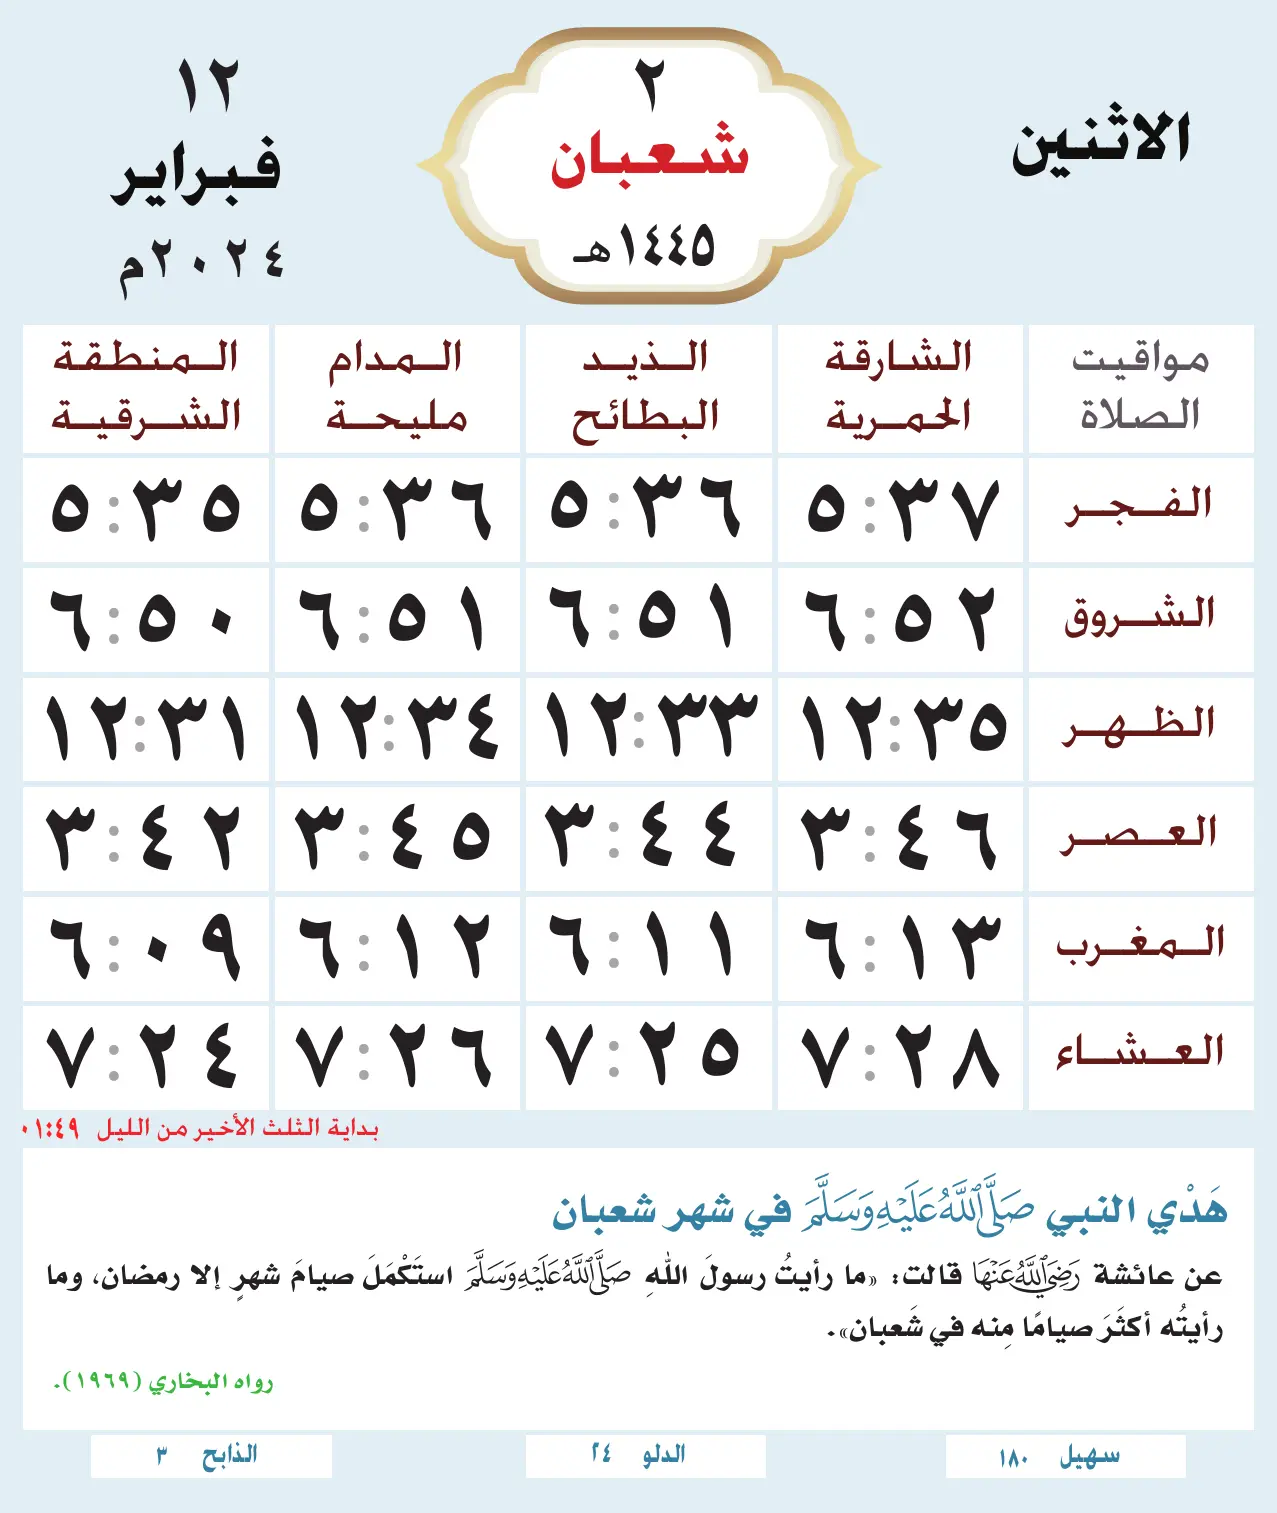 الاثنين
٢
شعبان
١٤٤٥هـ
١٢
فبراير
٢٠٢٤م
مواقيت الصلاة
الشارقة الحمرية
الذيد البطائح
المدام مليحة
المنطقة الشرقية
الفجر ٥:٣٧ ٥:٣٦ ٥:٣٦ ٥:٣٥
الشروق ٦:٥٢ ٦:٥١ ٦:٥١ ٦:٥٠
الظهر ١٢:٣٥ ١٢:٣٣ ١٢:٣٤ ١٢:٣١
العصر ٣:٤٦ ٣:٤٤ ٣:٤٥ ٣:٤٢
المغرب ٦:١٣ ٦:١١ ٦:١٢ ٦:٠٩
العشاء ٧:٢٨ ٧:٢٥ ٧:٢٦ ٧:٢٤
بداية الثلث الأخير من الليل ٠١:٤٩
هَدْي النبي صَلَّى اللَّهُ عَلَيْهِ وَسَلَّمَ في شهر شعبان
عن عائشة رَضِيَ اللَّهُ عَنْهَا قالت: «ما رأيتُ رسولَ اللهِ صَلَّى اللَّهُ عَلَيْهِ وَسَلَّمَ استَكْمَلَ صيامَ شهرٍ إلا رمضان، وما
رأيتُه أكثَرَ صيامًا مِنه في شَعبان».
رواه البخاري (١٩٦٩).
سهيل ١٨٠
الدلو ٢٤
الذابح ٣